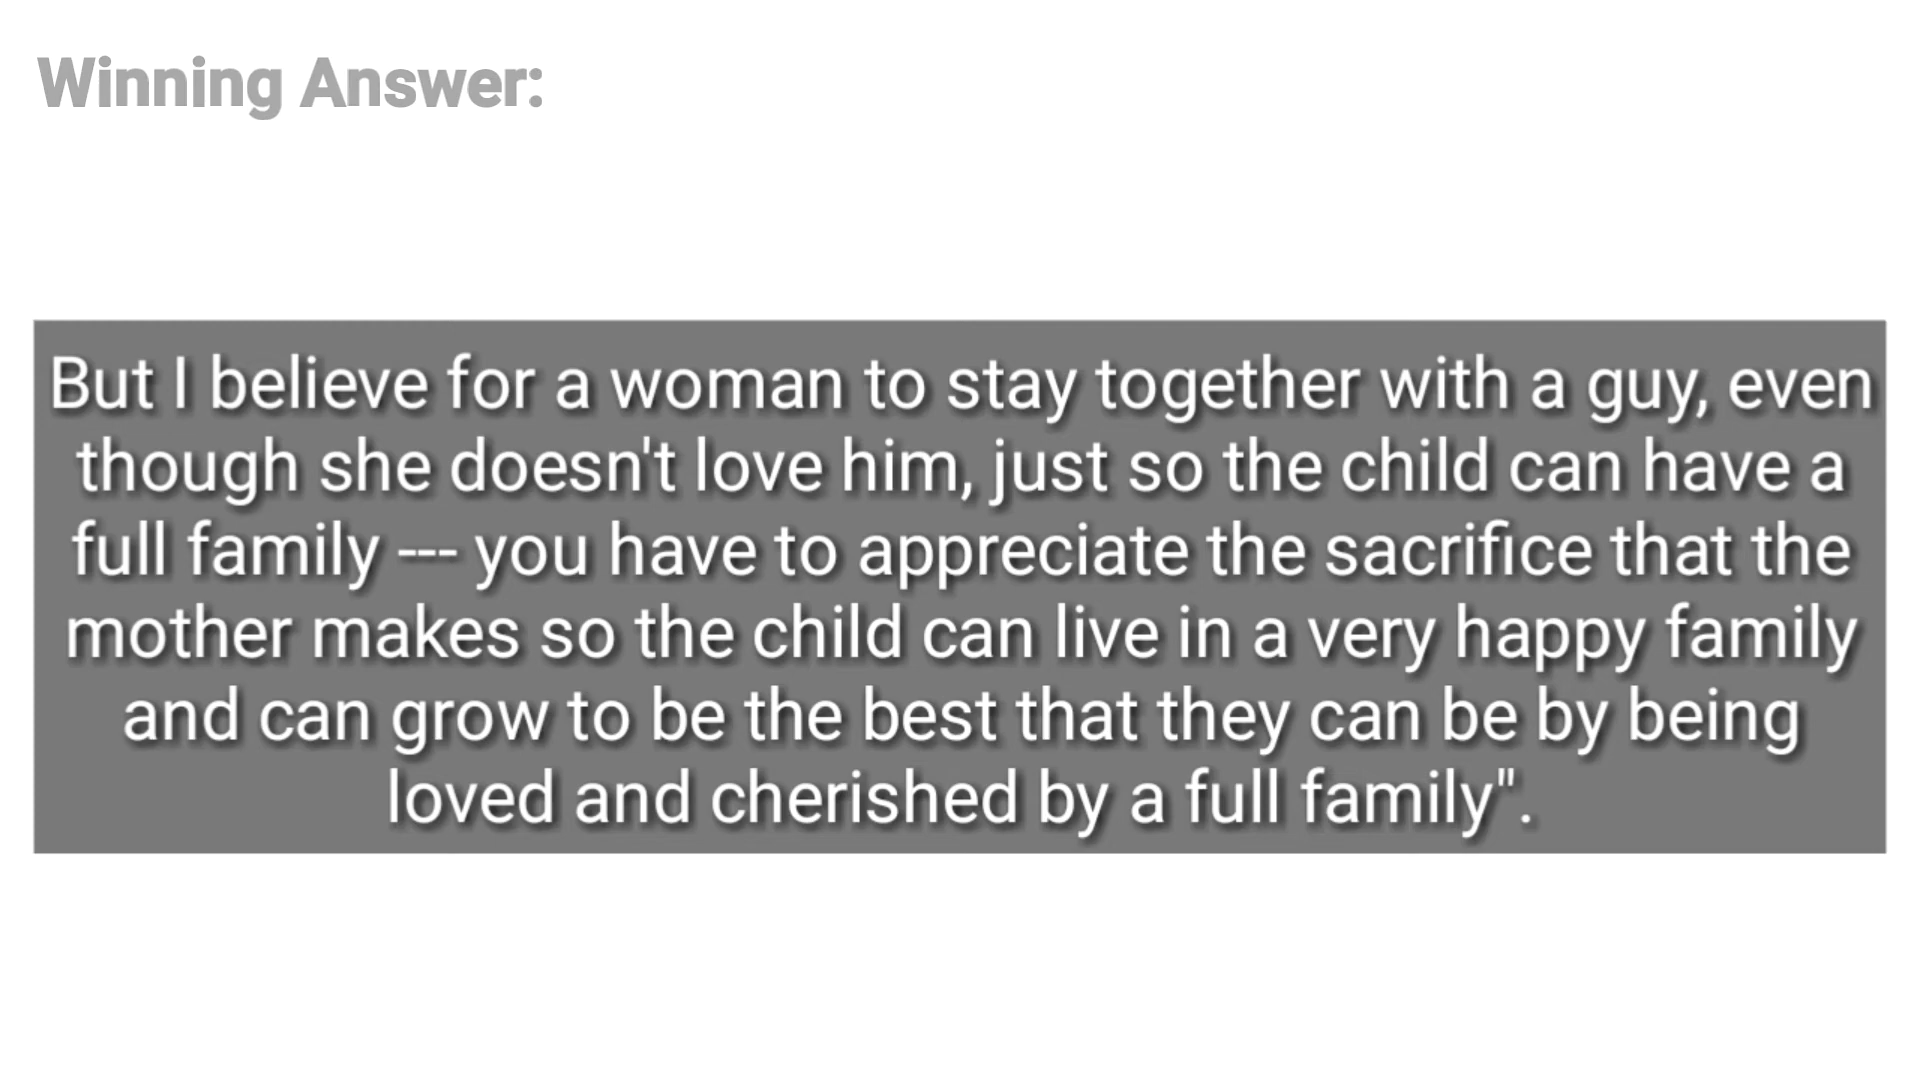 Winning Answer:
But I believe for a woman to stay together with a guy, even
though she doesn't love him, just so the child can have a
full family --- you have to appreciate the sacrifice that the
mother makes so the child can live in a very happy family
and can grow to be the best that they can be by being
loved and cherished by a full family".